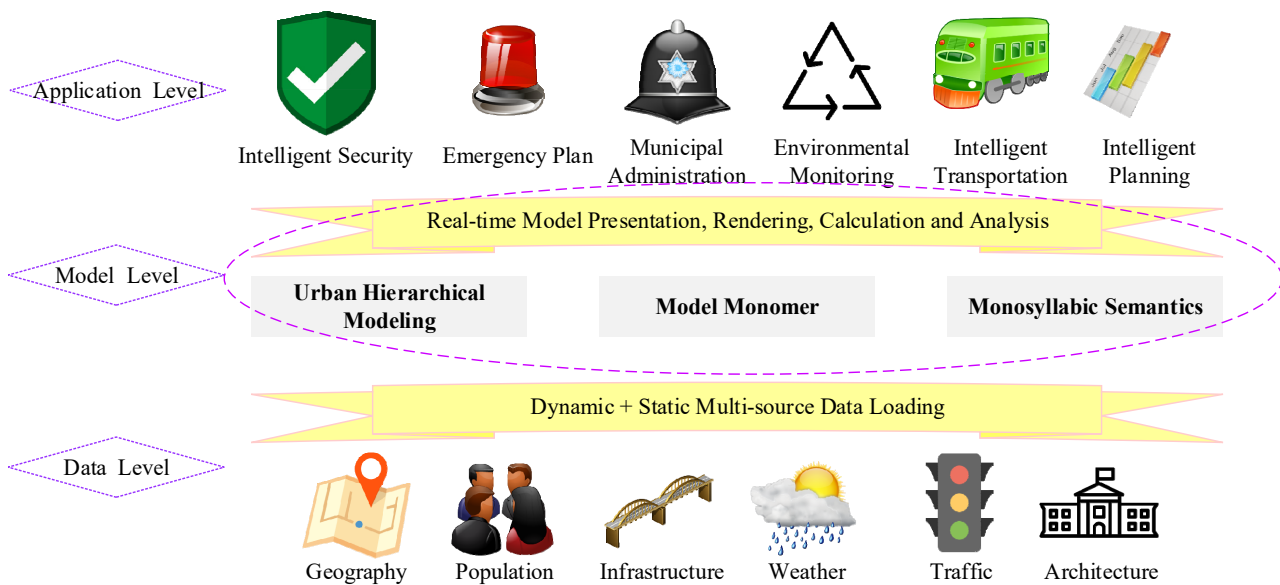 Application Level
Intelligent Security
Emergency Plan
Municipal
Administration
Environmental
Monitoring
Intelligent
Transportation
Intelligent
Planning
Real-time Model Presentation, Rendering, Calculation and Analysis
Model Level
Urban Hierarchical
Modeling
Model Monomer
Monosyllabic Semantics
Dynamic + Static Multi-source Data Loading
Data Level
Geography
Population
Infrastructure
Weather
Traffic
Architecture